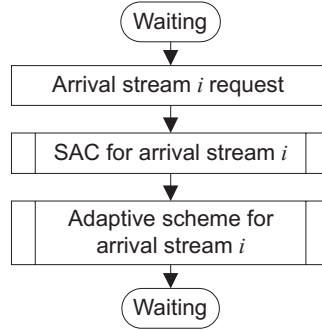 Waiting
Arrival stream i request
SAC for arrival stream i
Adaptive scheme for
arrival stream i
Waiting